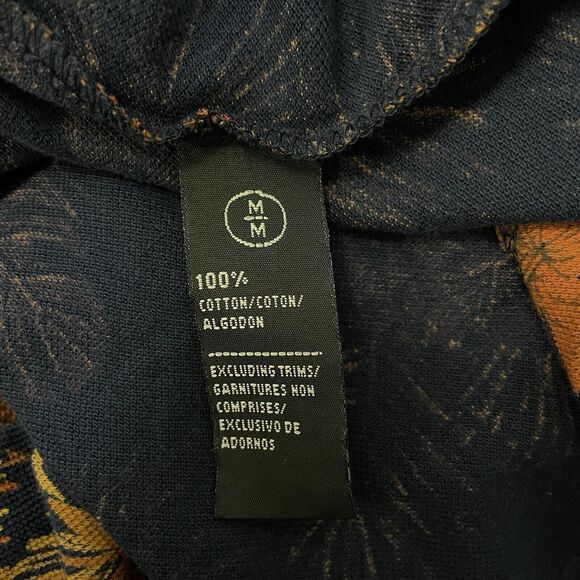 M
M
100%
COTTON/COTON/
ALGODON
EXCLUDING TRIMS/
GARNITURES NON
COMPRISES/
EXCLUSIVO DE
ADORNOS